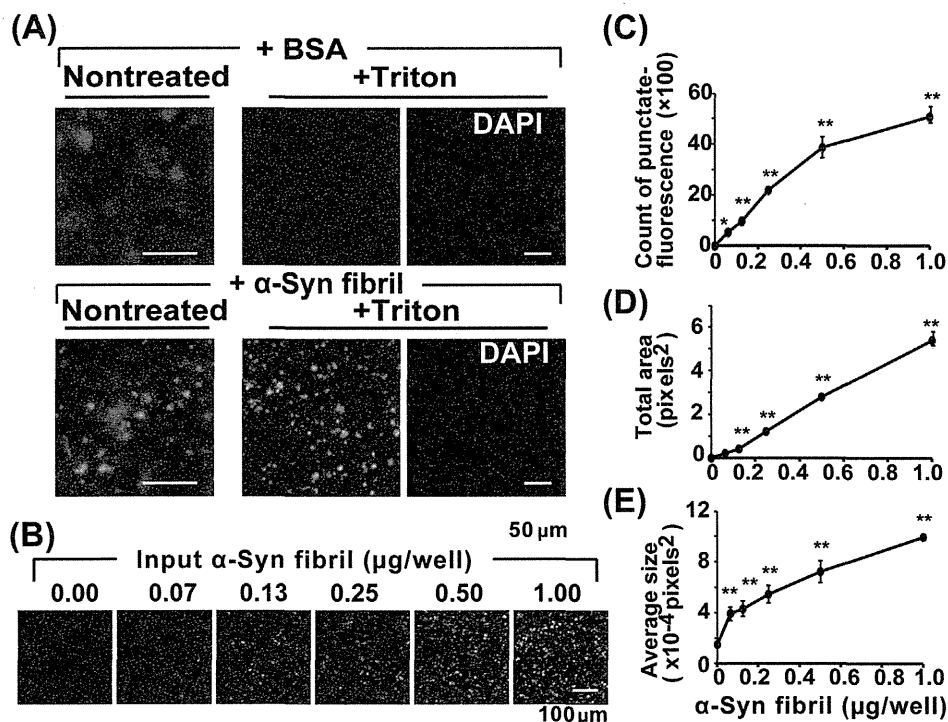 (A)
+ BSA
Nontreated
+Triton
DAPI
+ α-Syn fibril
Nontreated
+Triton
DAPI
50 μm
(B)
Input α-Syn fibril (μg/well)
0.00 0.07 0.13 0.25 0.50 1.00
100μm
(C)
Count of punctate-
fluorescence (×100)
60
40
20
0
* ** ** ** **
0 0.2 0.4 0.6 0.8 1.0
(D)
Total area
(pixels²)
6
4
2
0
** ** ** **
0 0.2 0.4 0.6 0.8 1.0
(E)
Average size
(x10-4 pixels²)
12
8
4
0
** ** ** ** **
0 0.2 0.4 0.6 0.8 1.0
α-Syn fibril (μg/well)